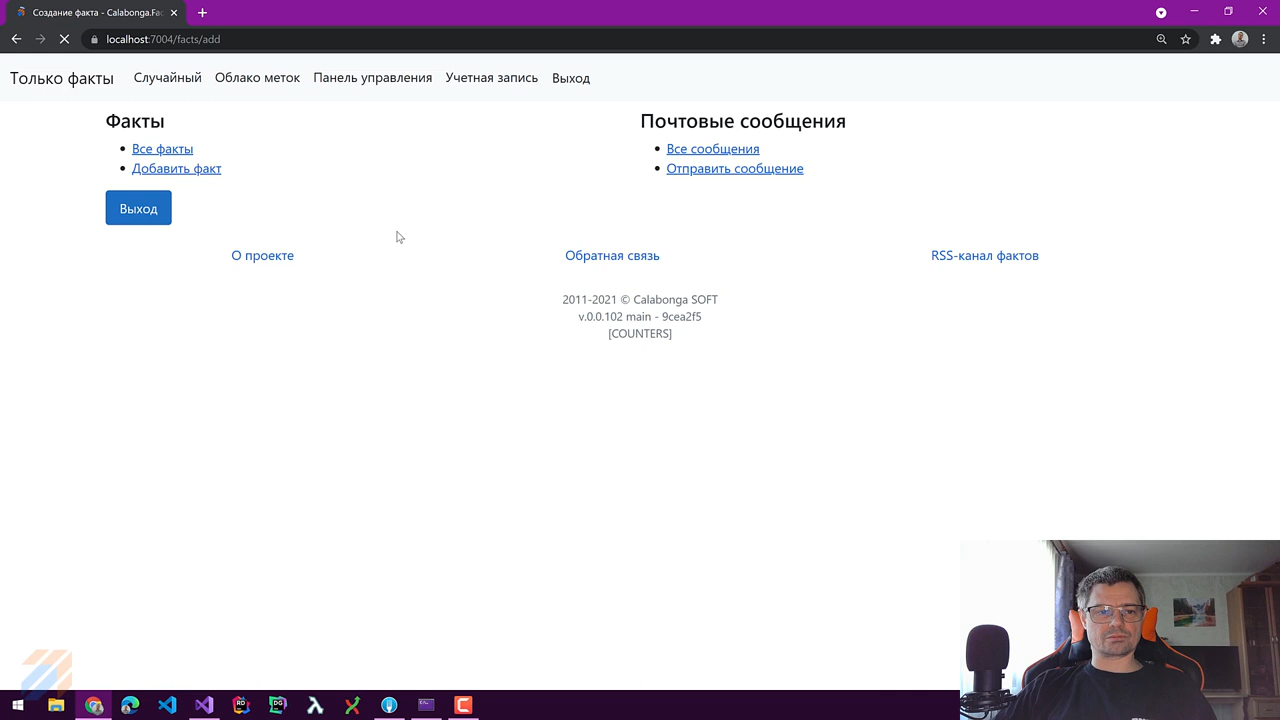 Создание факта - Calabonga.Fac
localhost:7004/facts/add
Только факты Случайный Облако меток Панель управления Учетная запись Выход
Факты
Все факты
Добавить факт
Выход
Почтовые сообщения
Все сообщения
Отправить сообщение
О проекте Обратная связь RSS-канал фактов
2011-2021 © Calabonga SOFT
v.0.0.102 main - 9cea2f5
[COUNTERS]